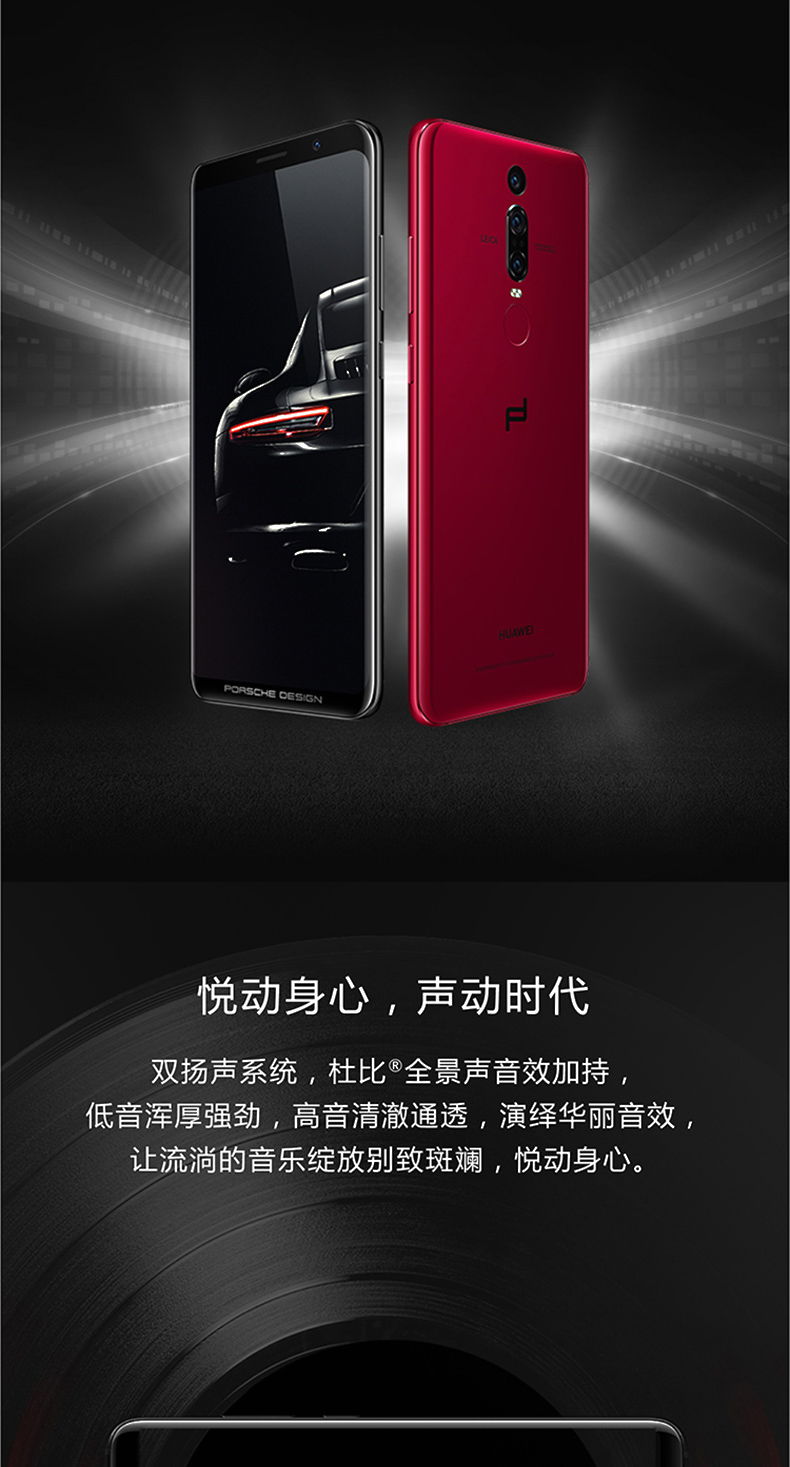 LEICA
PORSCHE DESIGN
HUAWEI
悦动身心，声动时代
双扬声系统，杜比®全景声音效加持，
低音浑厚强劲，高音清澈通透，演绎华丽音效，
让流淌的音乐绽放别致斑斓，悦动身心。